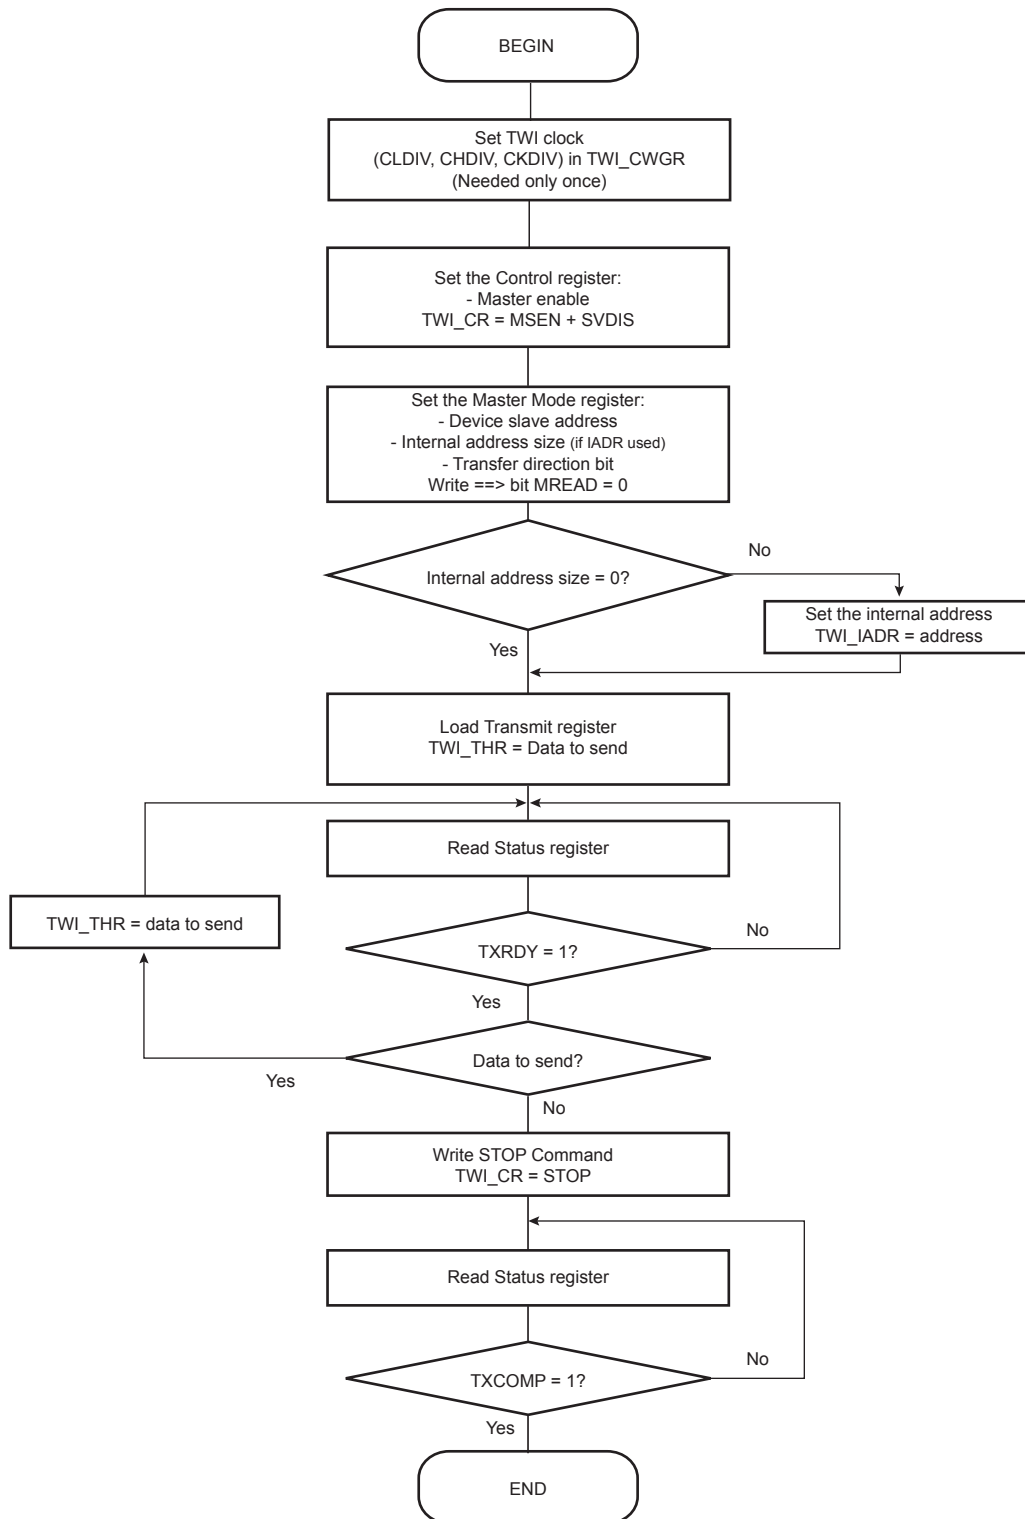 BEGIN
Set TWI clock
(CLDIV, CHDIV, CKDIV) in TWI_CWGR
(Needed only once)
Set the Control register:
- Master enable
TWI_CR = MSEN + SVDIS
Set the Master Mode register:
- Device slave address
- Internal address size (if IADR used)
- Transfer direction bit
Write ==> bit MREAD = 0
No
Internal address size = 0?
Set the internal address
TWI_IADR = address
Yes
Load Transmit register
TWI_THR = Data to send
Read Status register
TWI_THR = data to send
No
TXRDY = 1?
Yes
Data to send?
Yes
No
Write STOP Command
TWI_CR = STOP
Read Status register
No
TXCOMP = 1?
Yes
END